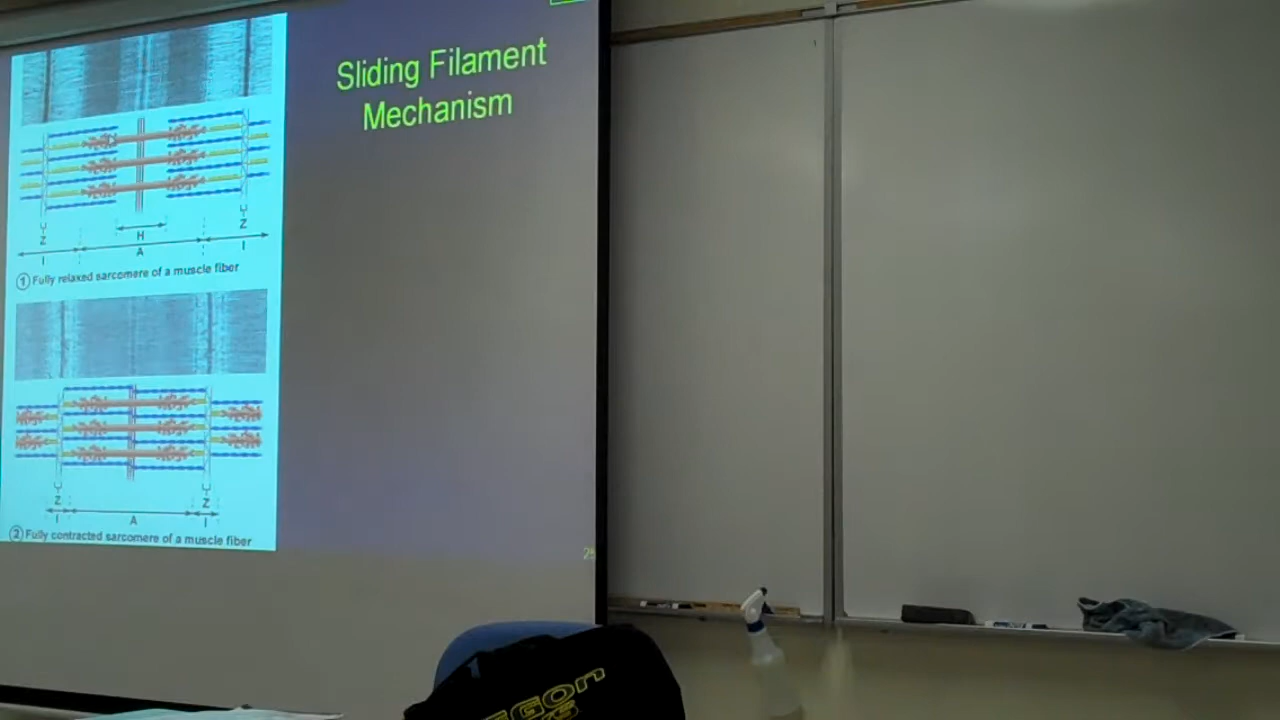 Sliding Filament
Mechanism
Z
H
Z
I
A
I
1 Fully relaxed sarcomere of a muscle fiber
Z
Z
I
A
I
2 Fully contracted sarcomere of a muscle fiber